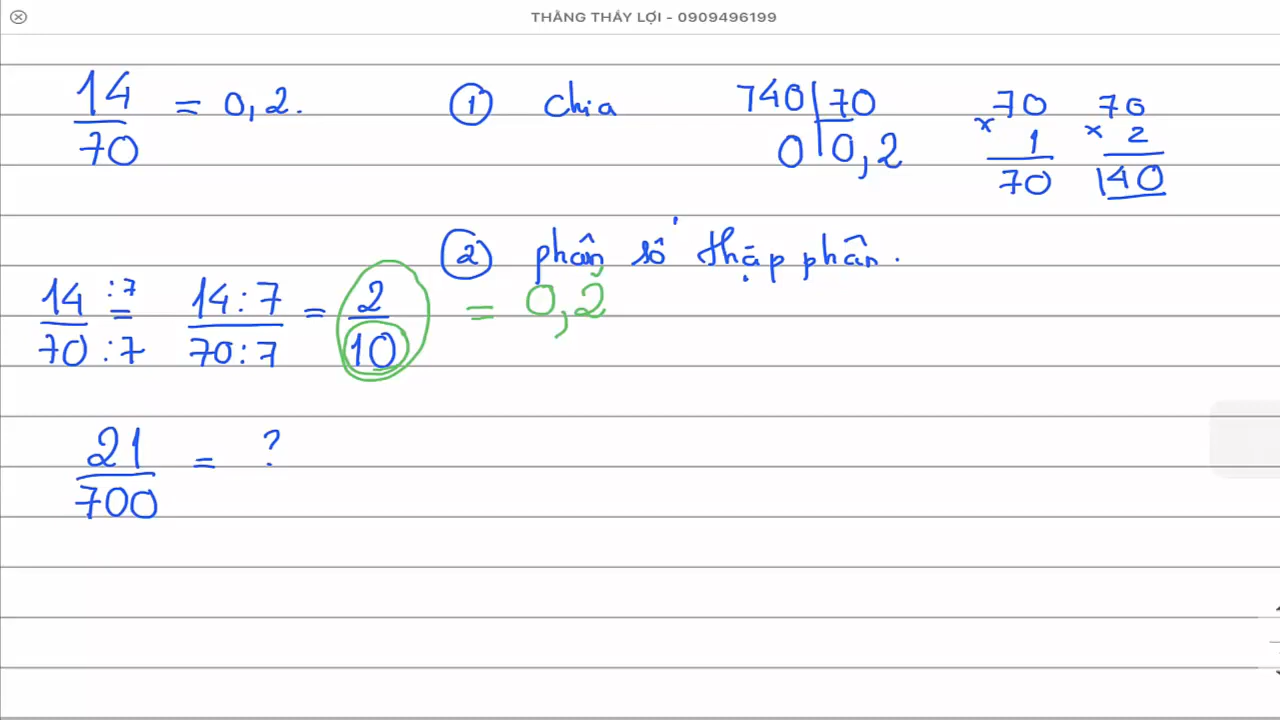 THẮNG THẦY LỢI - 0909496199
14/70 = 0,2.
① chia
140 | 70
0 | 0,2
70 x 1 = 70
70 x 2 = 140
② phân số thập phân.
14 : 7 / 70 : 7 = 14 : 7 / 70 : 7 = 2/10 = 0,2
21/700 = ?